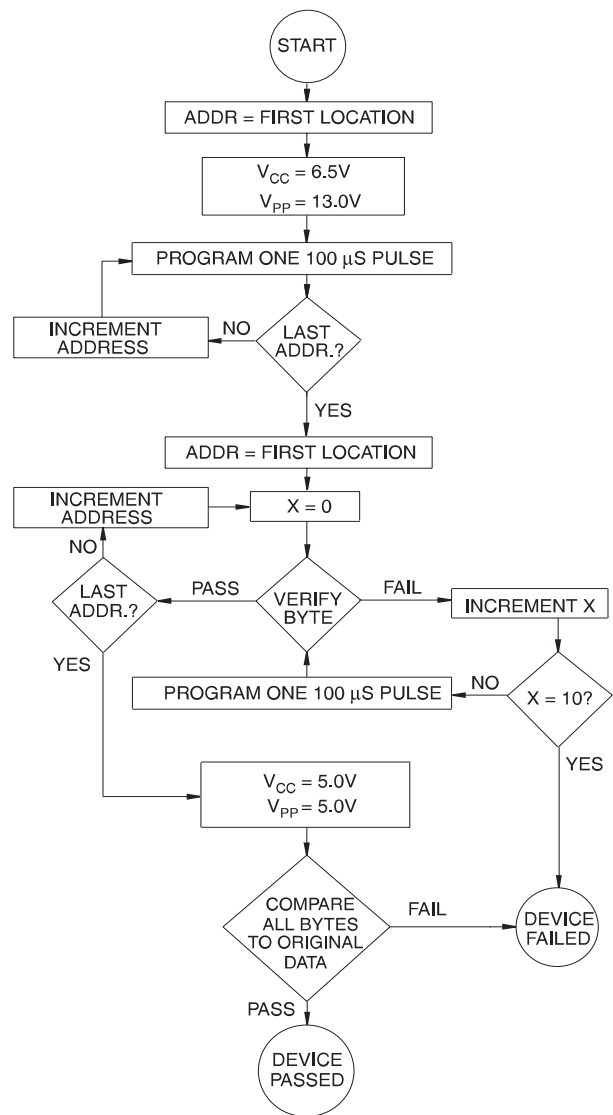 START
ADDR = FIRST LOCATION
VCC = 6.5V
VPP = 13.0V
PROGRAM ONE 100 μS PULSE
INCREMENT
ADDRESS
NO
LAST
ADDR.?
YES
ADDR = FIRST LOCATION
INCREMENT
ADDRESS
X = 0
NO
LAST
ADDR.?
PASS
VERIFY
BYTE
FAIL
INCREMENT X
YES
PROGRAM ONE 100 μS PULSE
NO
X = 10?
YES
VCC = 5.0V
VPP = 5.0V
COMPARE
ALL BYTES
TO ORIGINAL
DATA
FAIL
DEVICE
FAILED
PASS
DEVICE
PASSED